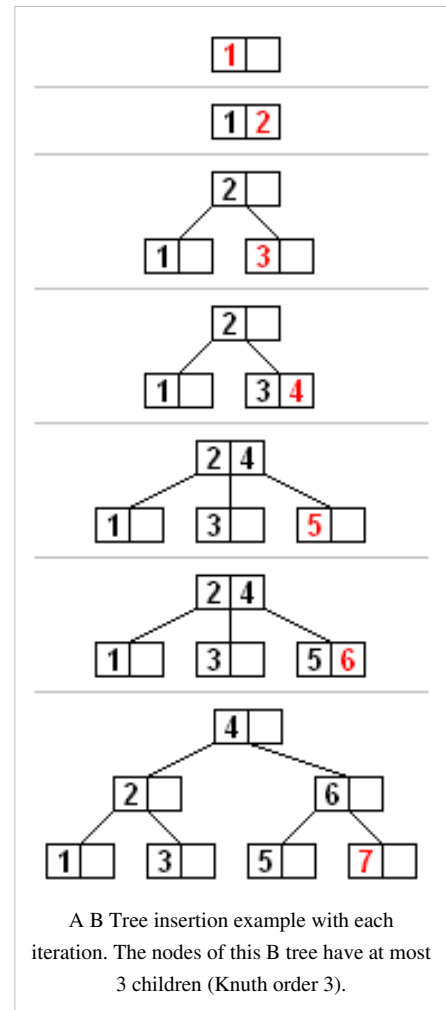 1
1 2
2
1 3
2
1 3 4
2 4
1 3 5
2 4
1 3 5 6
4
2 6
1 3 5 7
A B Tree insertion example with each
iteration. The nodes of this B tree have at most
3 children (Knuth order 3).